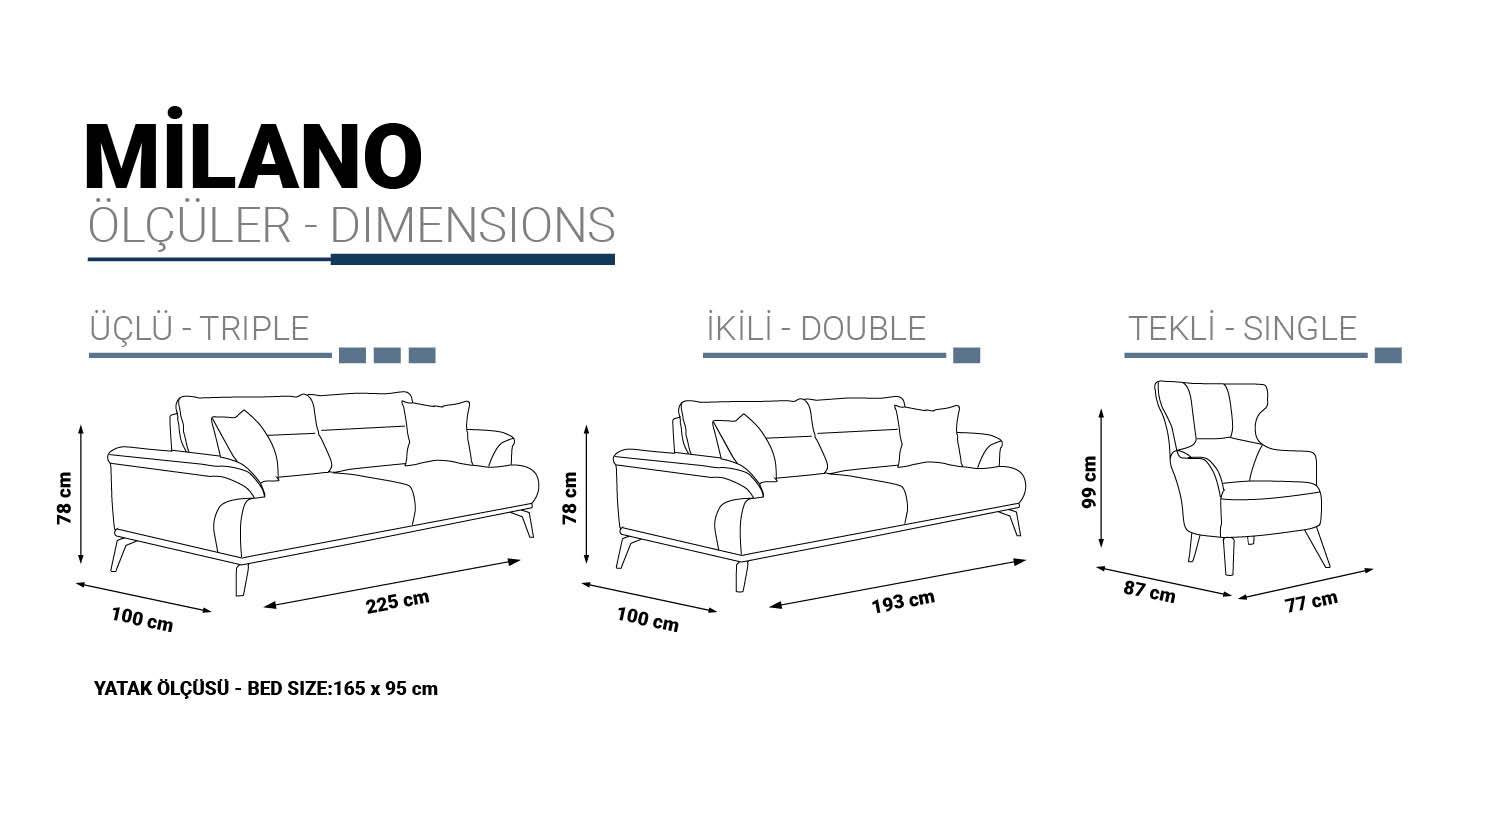 MİLANO
ÖLÇÜLER - DIMENSIONS
ÜÇLÜ - TRIPLE
78 cm
100 cm
225 cm
İKİLİ - DOUBLE
78 cm
100 cm
193 cm
TEKLİ - SINGLE
99 cm
87 cm
77 cm
YATAK ÖLÇÜSÜ - BED SIZE:165 x 95 cm